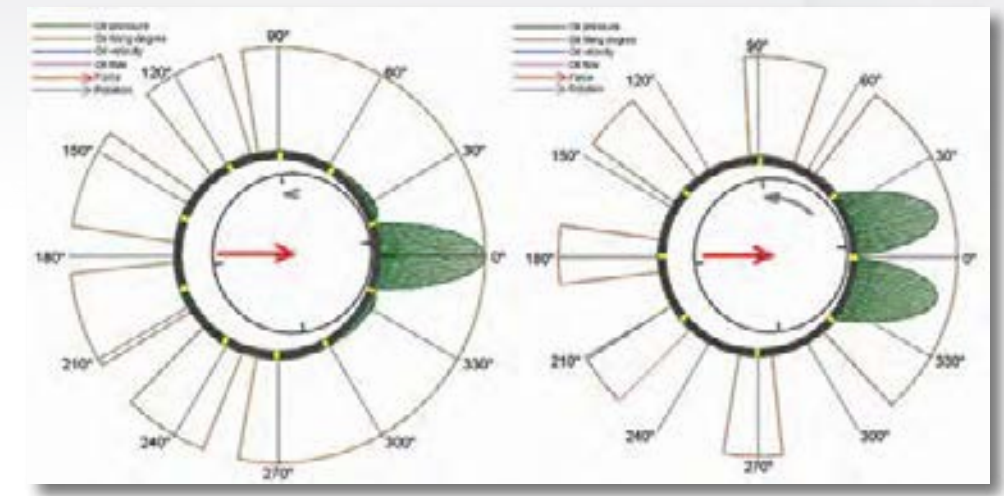 Oil pressure
Oil filling degree
Oil velocity
Oil flow
Force
Rotation
90°
120°
60°
150°
30°
180°
0°
210°
330°
240°
300°
270°
Oil pressure
Oil filling degree
Oil velocity
Oil flow
Force
Rotation
90°
120°
60°
150°
30°
180°
0°
210°
330°
240°
300°
270°